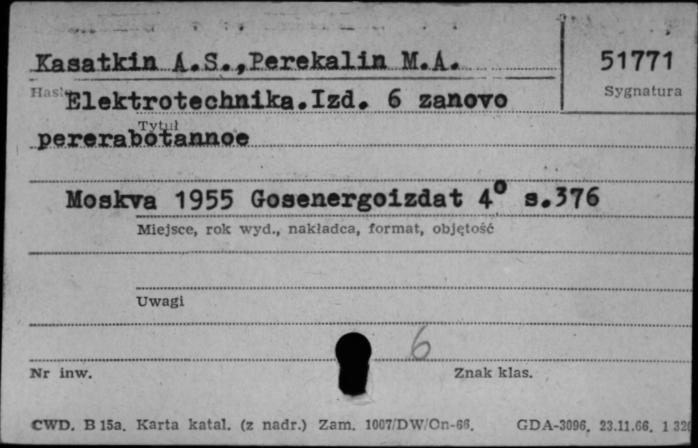 Kasatkin A.S.,Perekalin M.A. 51771
Hasło Sygnatura
Elektrotechnika.Izd. 6 zanovo
Tytuł
pererabotannoe
Moskva 1955 Gosenergoizdat 4° s.376
Miejsce, rok wyd., nakładca, format, objętość
Uwagi
6
Nr inw. Znak klas.
CWD. B 15a. Karta katal. (z nadr.) Zam. 1007/DW/On-66. GDA-3096, 23.11.66,